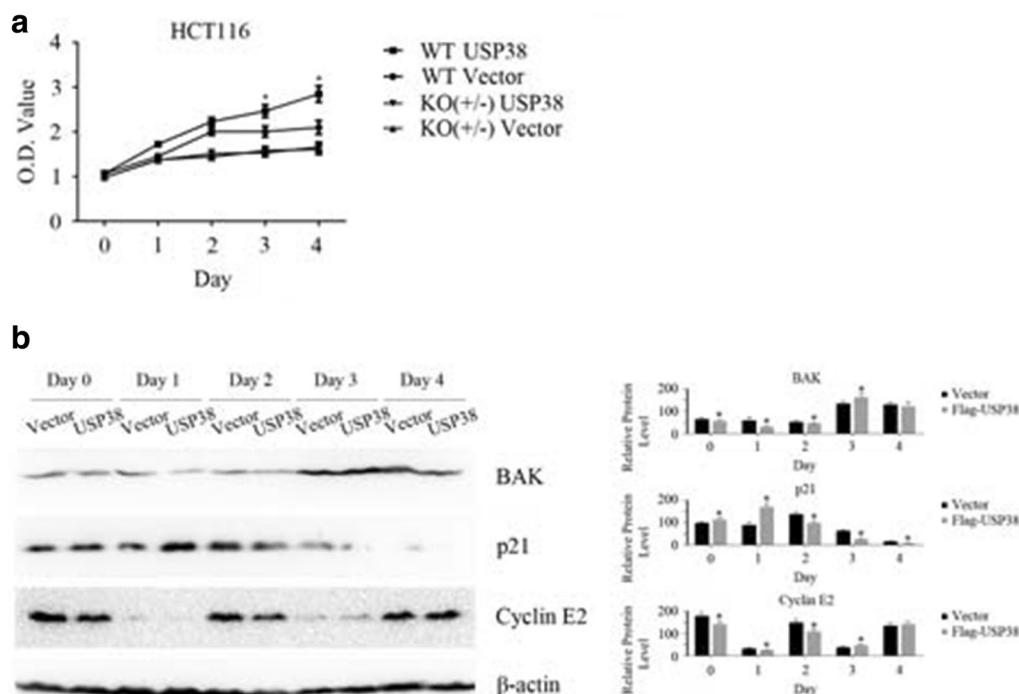 a
HCT116
4
3
2
1
0
O.D. Value
0 1 2 3 4
Day
WT USP38
WT Vector
KO(+/-) USP38
KO(+/-) Vector
* *
b
Day 0 Day 1 Day 2 Day 3 Day 4
Vector USP38 Vector USP38 Vector USP38 Vector USP38 Vector USP38
BAK
p21
Cyclin E2
β-actin
BAK
Relative Protein
Level
200
100
0
* * * *
0 1 2 3 4
Day
Vector
Flag-USP38
p21
Relative Protein
Level
200
100
0
* * * * *
0 1 2 3 4
Day
Vector
Flag-USP38
Cyclin E2
Relative Protein
Level
200
100
0
* * * *
0 1 2 3 4
Day
Vector
Flag-USP38